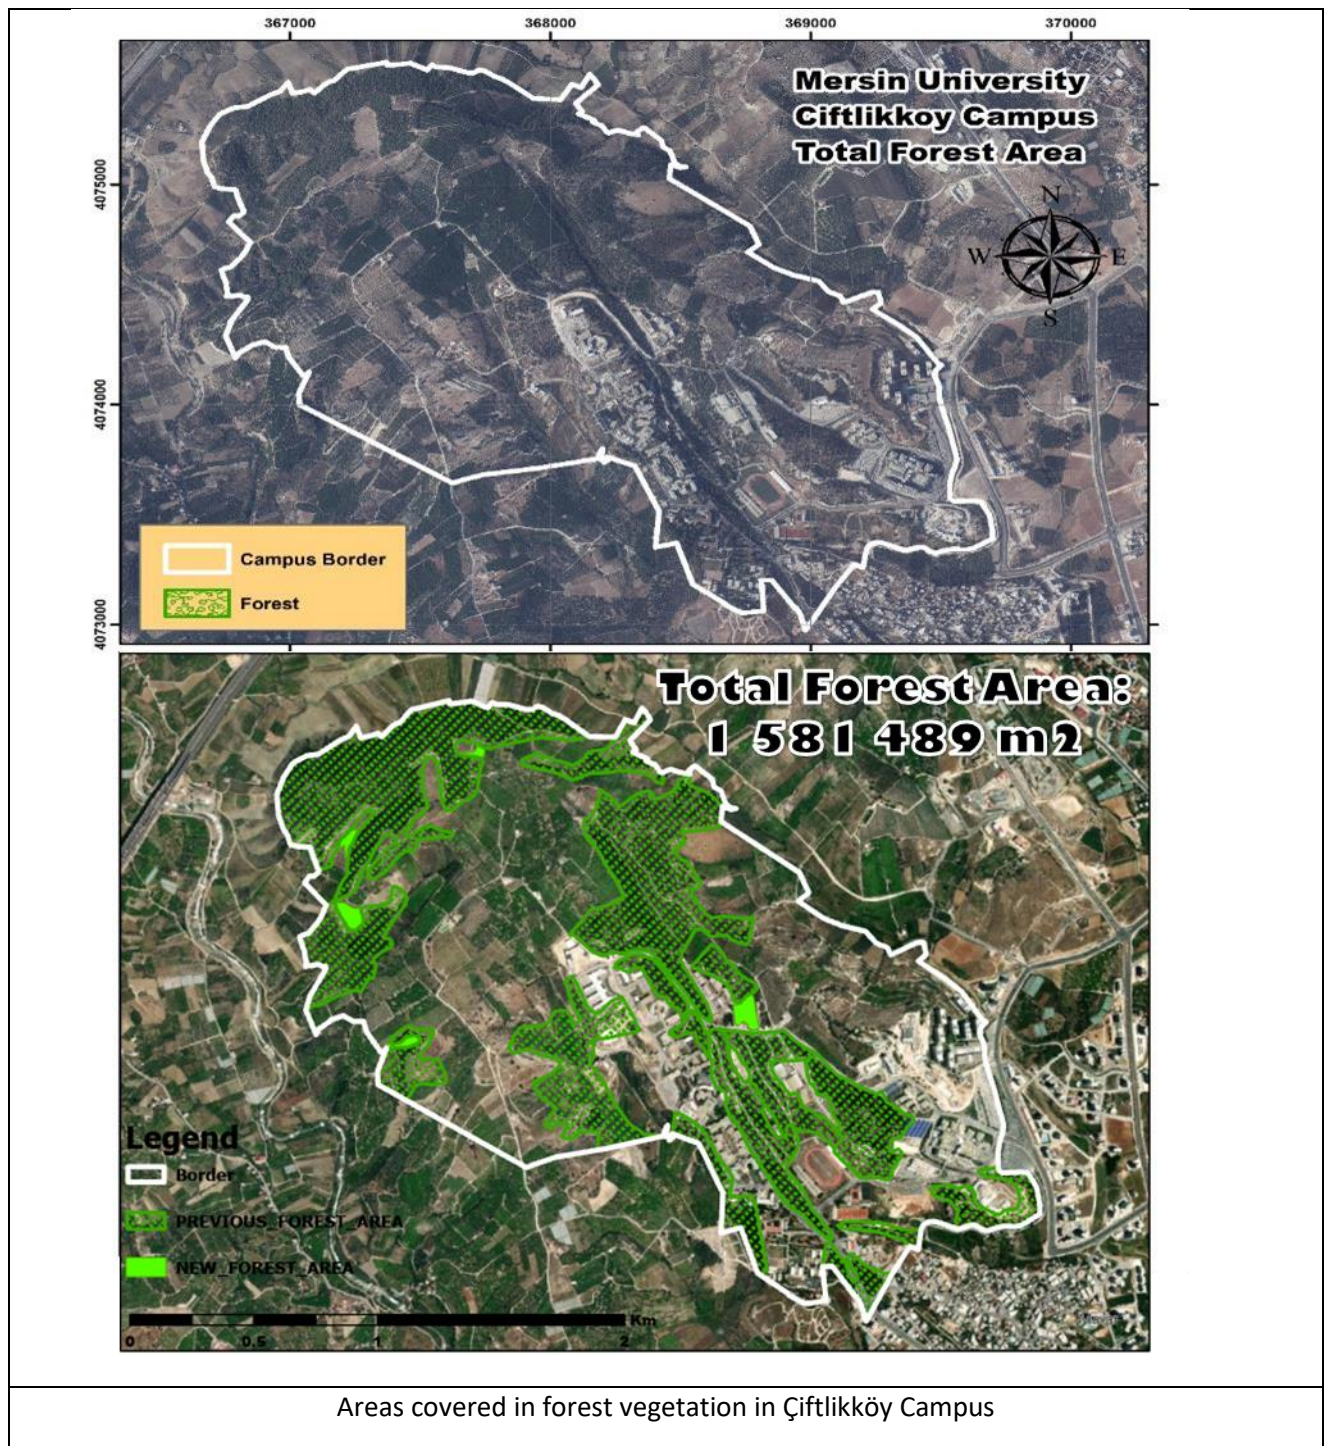 367000
368000
369000
370000
Mersin University
Ciftlikkoy Campus
Total Forest Area
4075000
N
W
E
S
4074000
Campus Border
Forest
4073000
Total Forest Area:
1 581 489 m2
Legend
Border
PREVIOUS_FOREST_AREA
NEW_FOREST_AREA
Km
0 0.5 1 2
Areas covered in forest vegetation in Çiftlikköy Campus